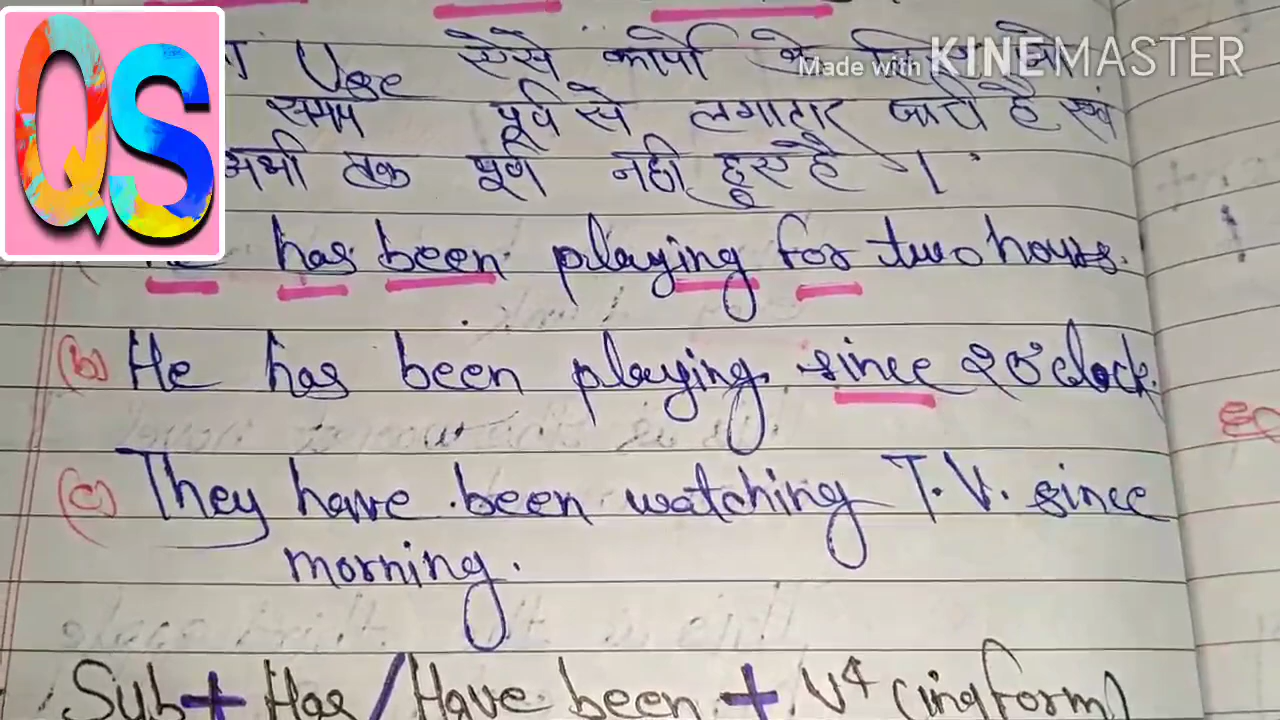 QS
Made with KINEMASTER
Use ऐसे कार्यो के लिए जो
समय पूर्व से लगातार जारी है एवं
अभी तक पूर्ण नही हुए है ।
He has been playing for two hours.
(b) He has been playing since 2 o'clock.
(c) They have been watching T.V. since
morning.
Sub + Has / Have been + V4 (ing form)